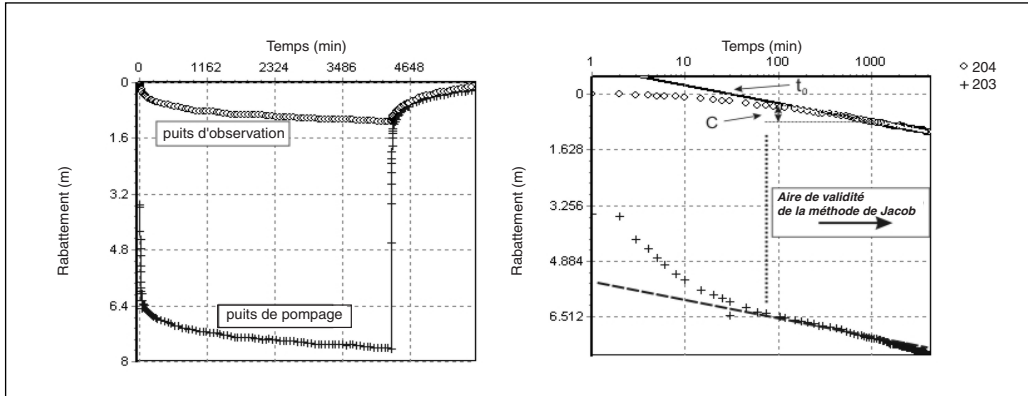 Temps (min)
0 1162 2324 3486 4648
0
1.6
3.2
4.8
6.4
8
Rabattement (m)
puits d'observation
puits de pompage
Temps (min)
1 10 100 1000
0
1.628
3.256
4.884
6.512
Rabattement (m)
t₀
C
Aire de validité
de la méthode de Jacob
◇ 204
+ 203